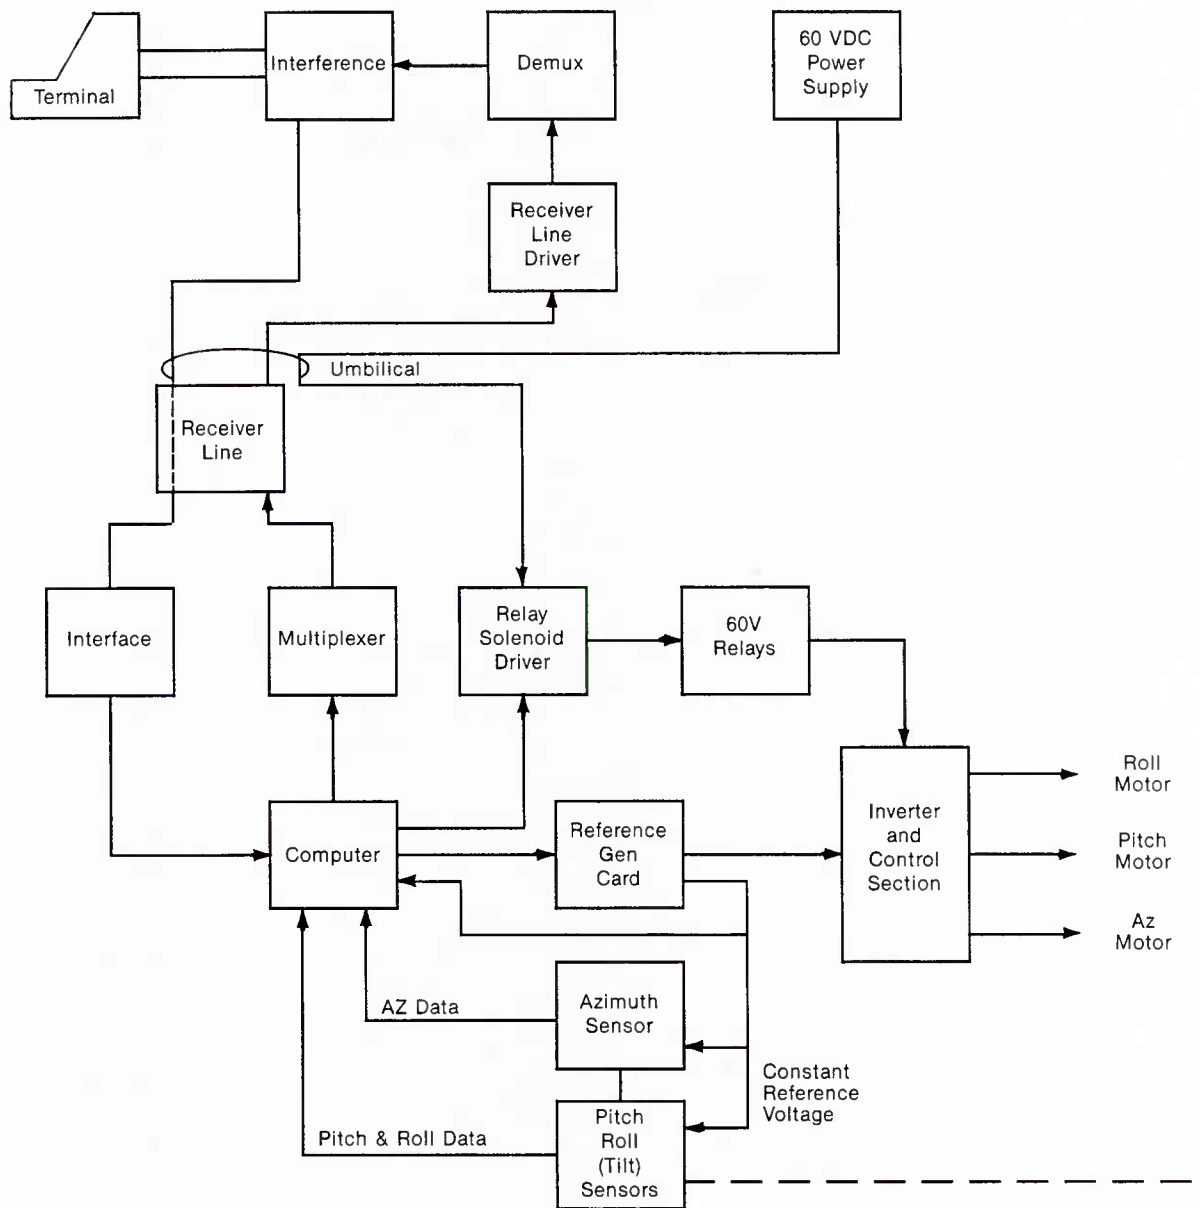 Terminal
Interference
Demux
60 VDC
Power
Supply
Receiver
Line
Driver
Umbilical
Receiver
Line
Interface
Multiplexer
Relay
Solenoid
Driver
60V
Relays
Computer
Reference
Gen
Card
Inverter
and
Control
Section
Roll
Motor
Pitch
Motor
Az
Motor
AZ Data
Azimuth
Sensor
Constant
Reference
Voltage
Pitch & Roll Data
Pitch
Roll
(Tilt)
Sensors